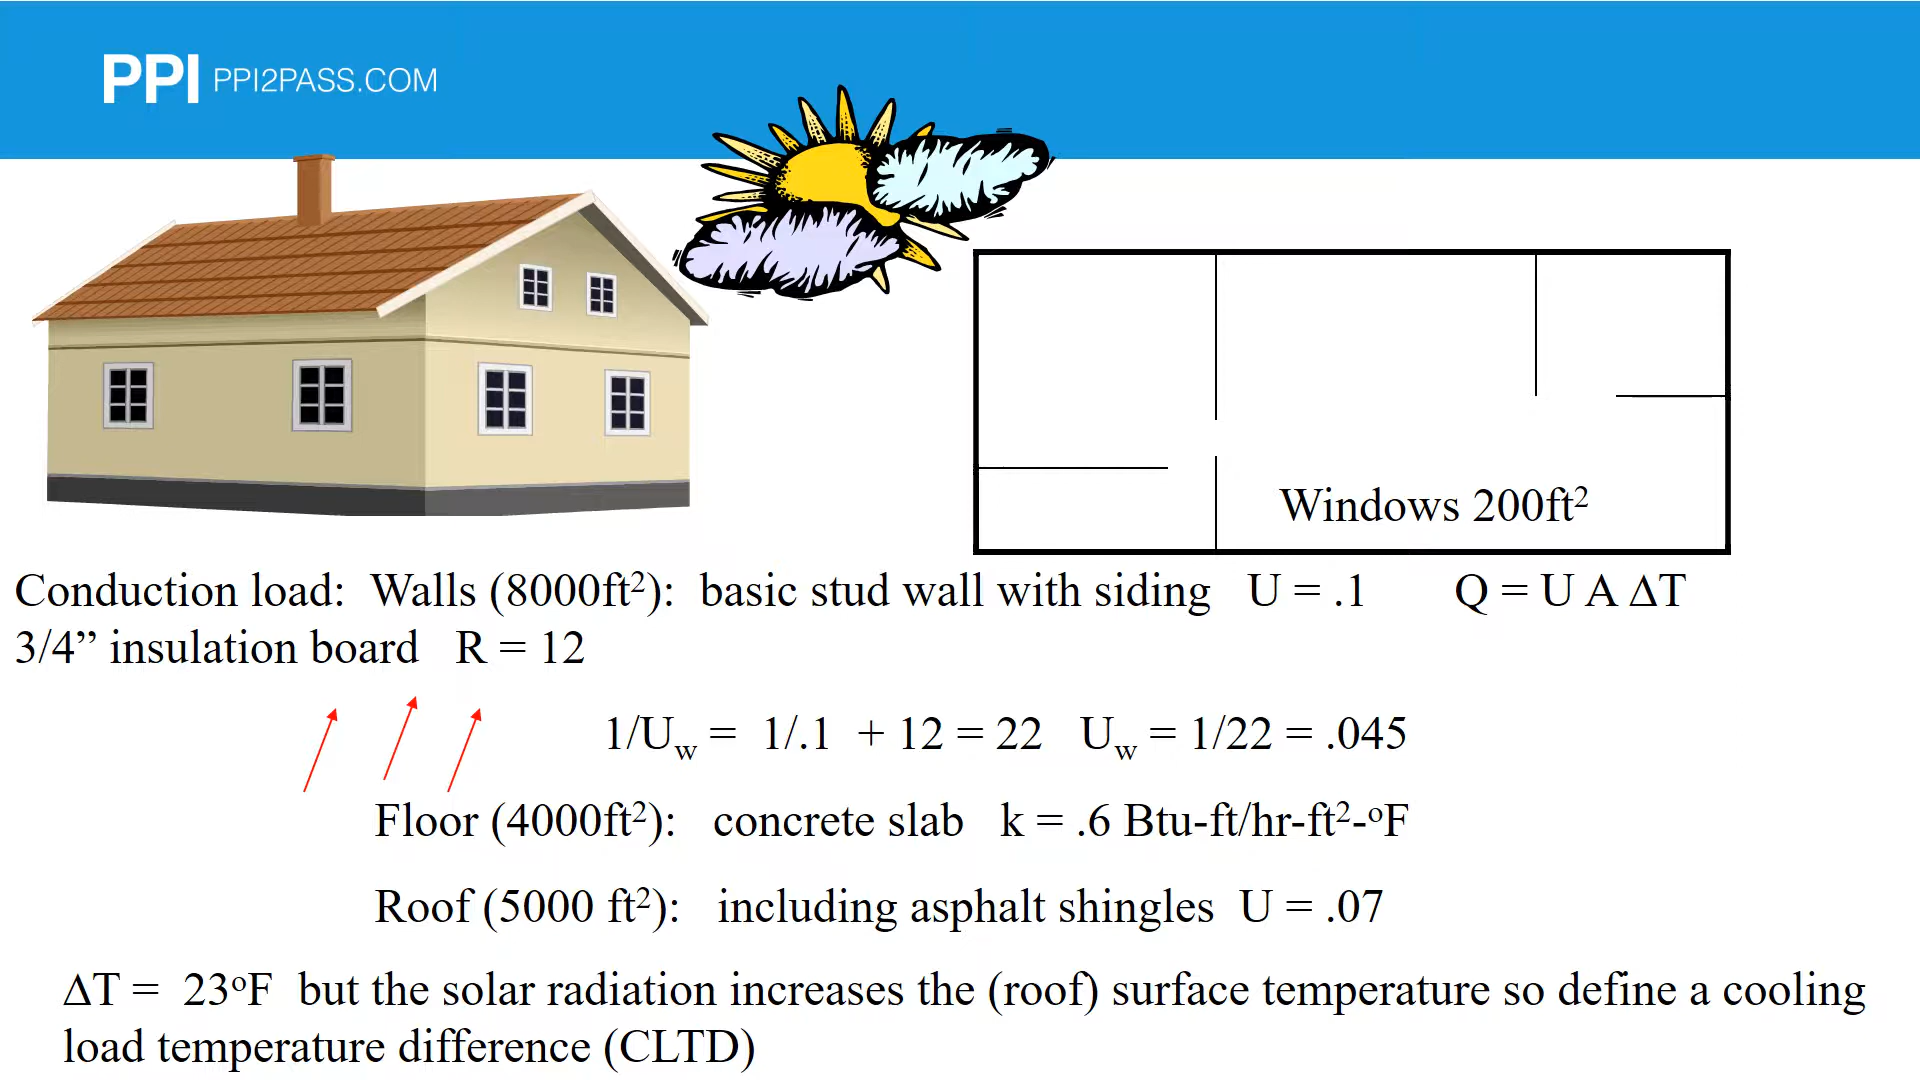 PPI PPI2PASS.COM
Windows 200ft²
Conduction load: Walls (8000ft²): basic stud wall with siding U = .1 Q = U A ΔT
3/4” insulation board R = 12
1/U_w = 1/.1 + 12 = 22 U_w = 1/22 = .045
Floor (4000ft²): concrete slab k = .6 Btu-ft/hr-ft²-ᵒF
Roof (5000 ft²): including asphalt shingles U = .07
ΔT = 23ᵒF but the solar radiation increases the (roof) surface temperature so define a cooling
load temperature difference (CLTD)